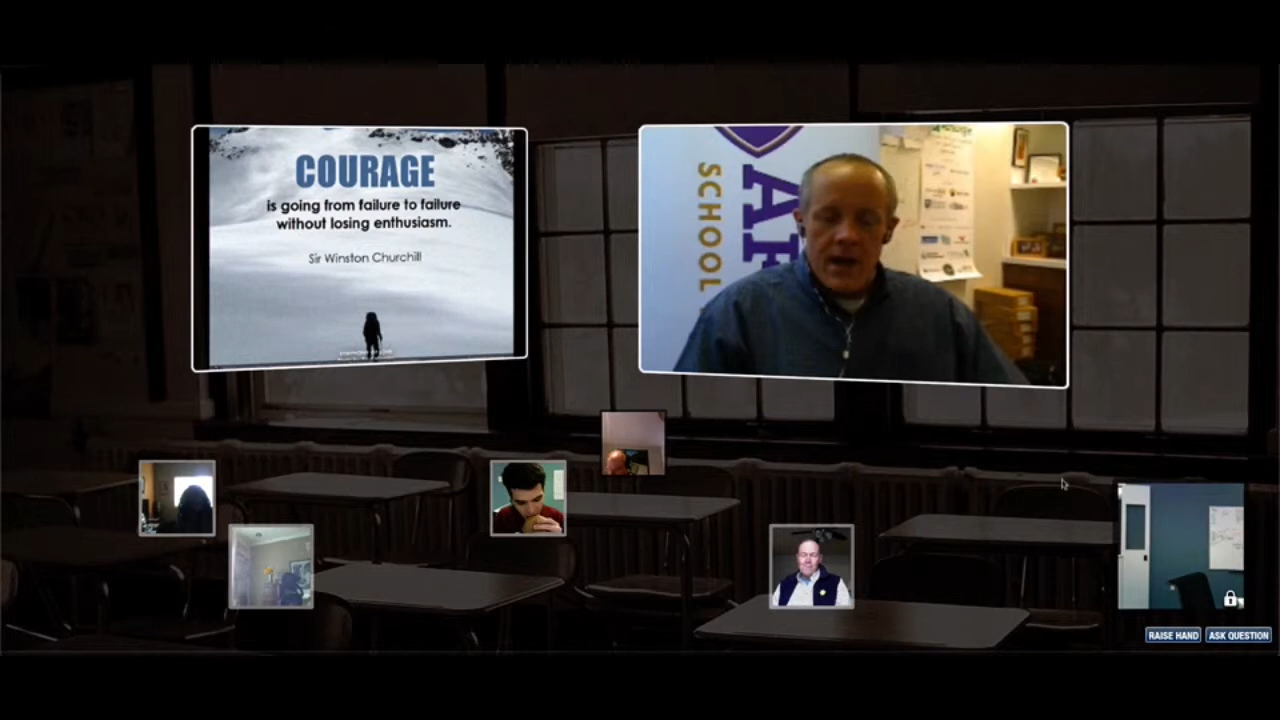 COURAGE
is going from failure to failure
without losing enthusiasm.
Sir Winston Churchill
SCHOOL
RAISE HAND
ASK QUESTION